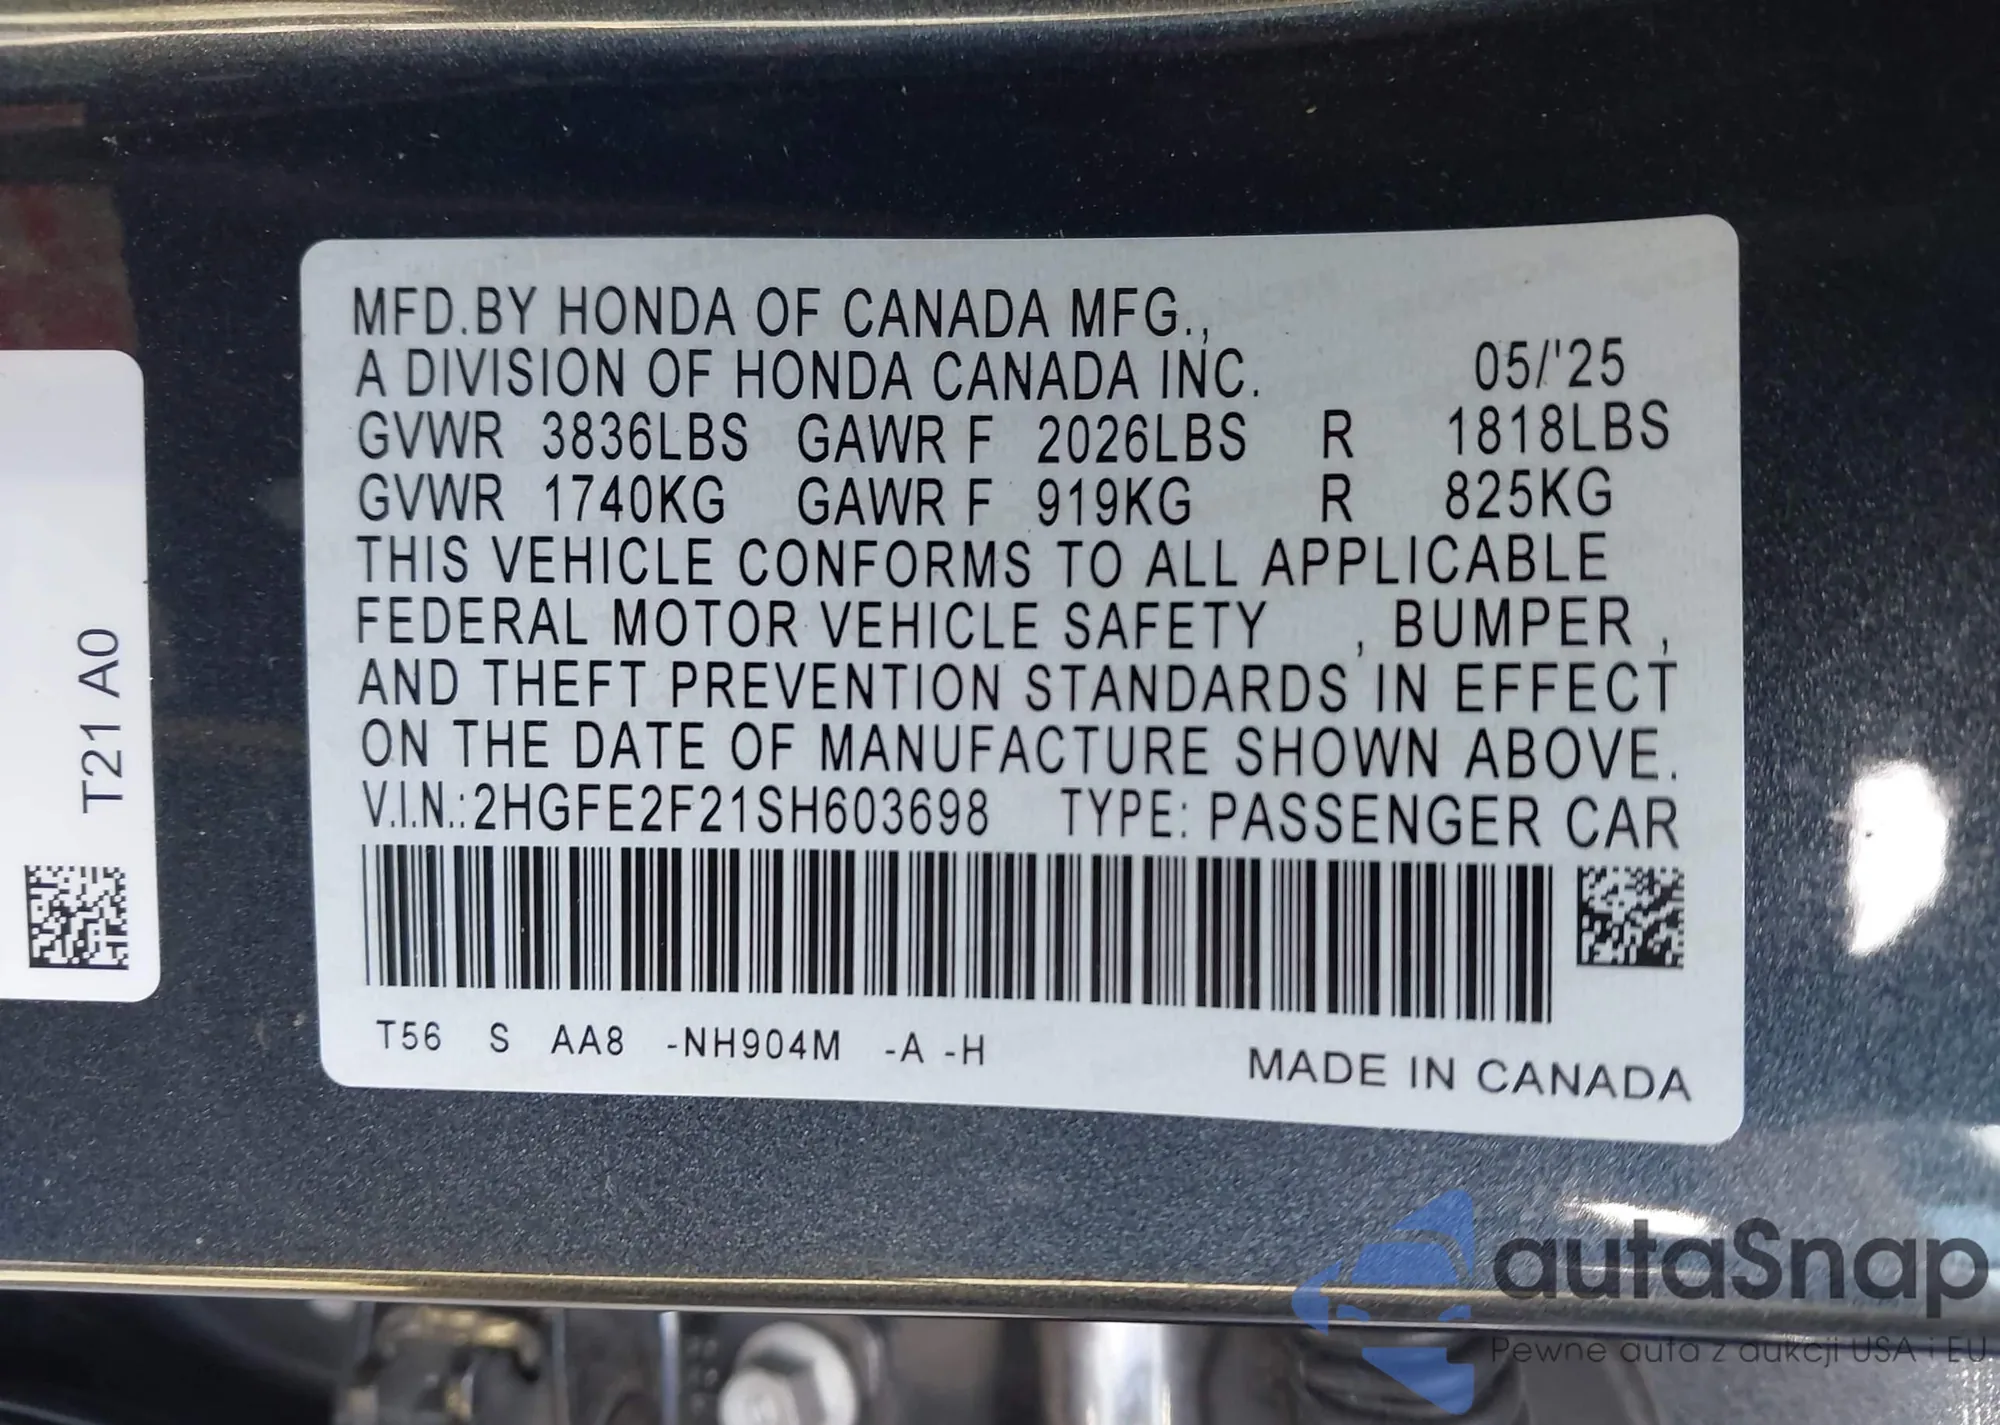 MFD.BY HONDA OF CANADA MFG.,
A DIVISION OF HONDA CANADA INC. 05/'25
GVWR 3836LBS GAWR F 2026LBS R 1818LBS
GVWR 1740KG GAWR F 919KG R 825KG
THIS VEHICLE CONFORMS TO ALL APPLICABLE
FEDERAL MOTOR VEHICLE SAFETY , BUMPER ,
AND THEFT PREVENTION STANDARDS IN EFFECT
ON THE DATE OF MANUFACTURE SHOWN ABOVE.
V.I.N.:2HGFE2F21SH603698 TYPE: PASSENGER CAR
T56 S AA8 -NH904M -A -H
MADE IN CANADA
T21 A0
autaSnap
Pewne auta z aukcji USA i EU